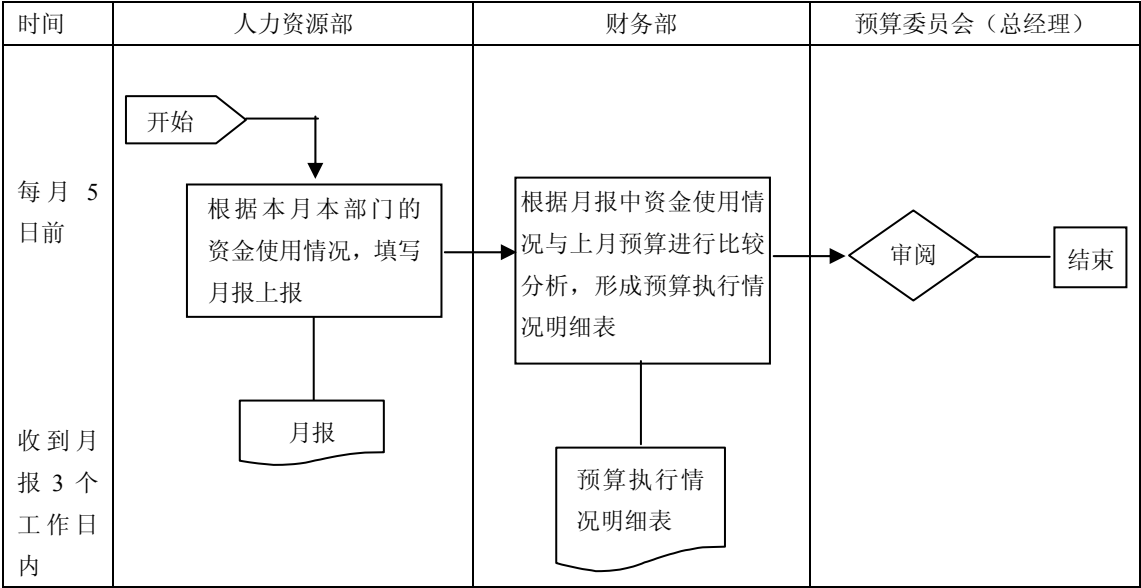 时间
人力资源部
财务部
预算委员会（总经理）
开始
每月 5
日前
根据本月本部门的
资金使用情况，填写
月报上报
根据月报中资金使用情
况与上月预算进行比较
分析，形成预算执行情
况明细表
审阅
结束
月报
收到月
报 3 个
工作日
内
预算执行情
况明细表